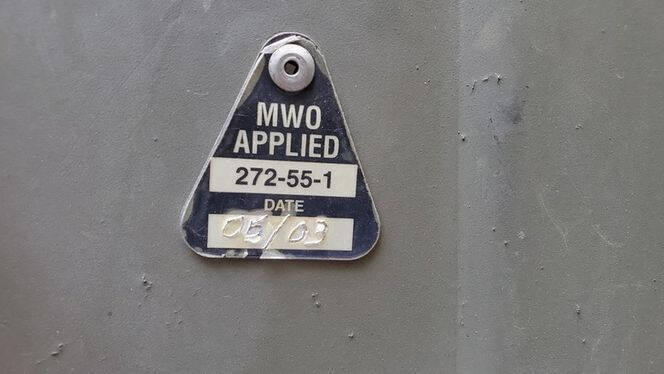 MWO
APPLIED
272-55-1
DATE
05/03